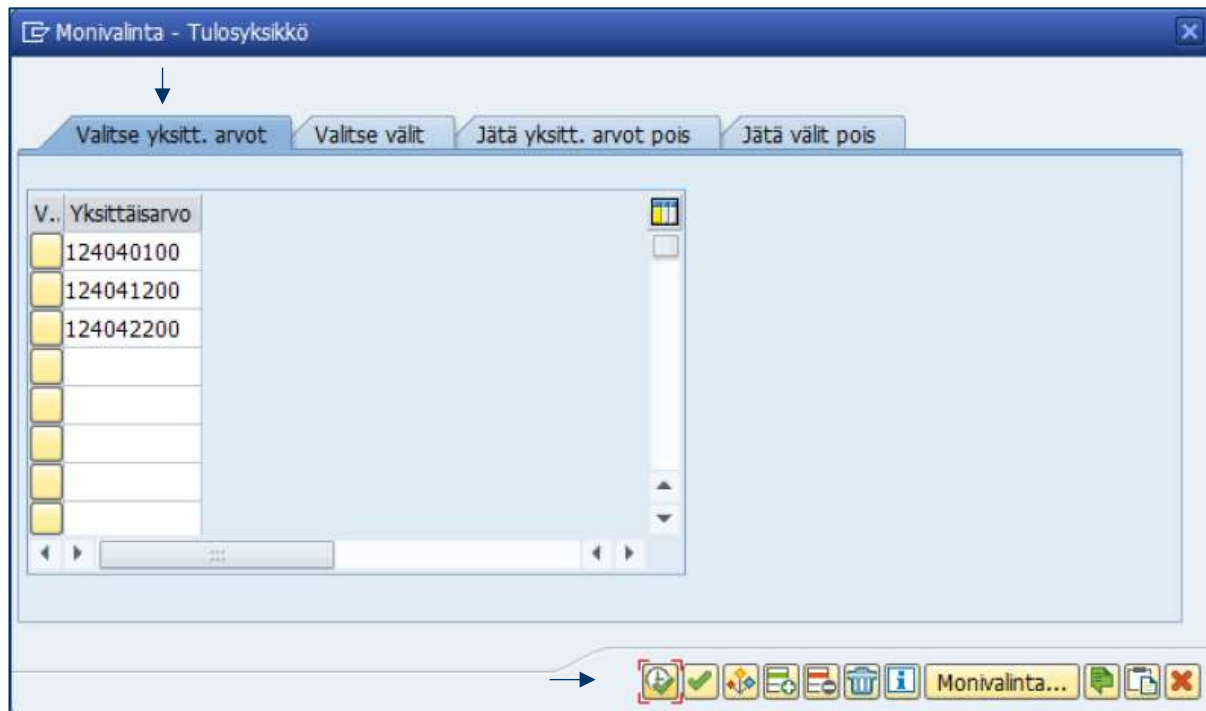 Monivalinta - Tulosyksikkö
Valitse yksitt. arvot Valitse välit Jätä yksitt. arvot pois Jätä välit pois
V.. Yksittäisarvo
124040100
124041200
124042200
Monivalinta...